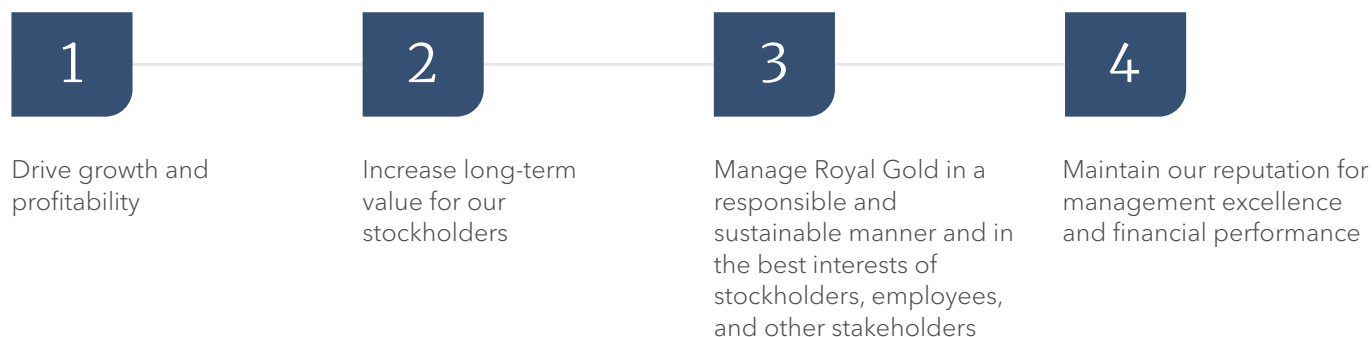 1
Drive growth and
profitability
2
Increase long-term
value for our
stockholders
3
Manage Royal Gold in a
responsible and
sustainable manner and in
the best interests of
stockholders, employees,
and other stakeholders
4
Maintain our reputation for
management excellence
and financial performance